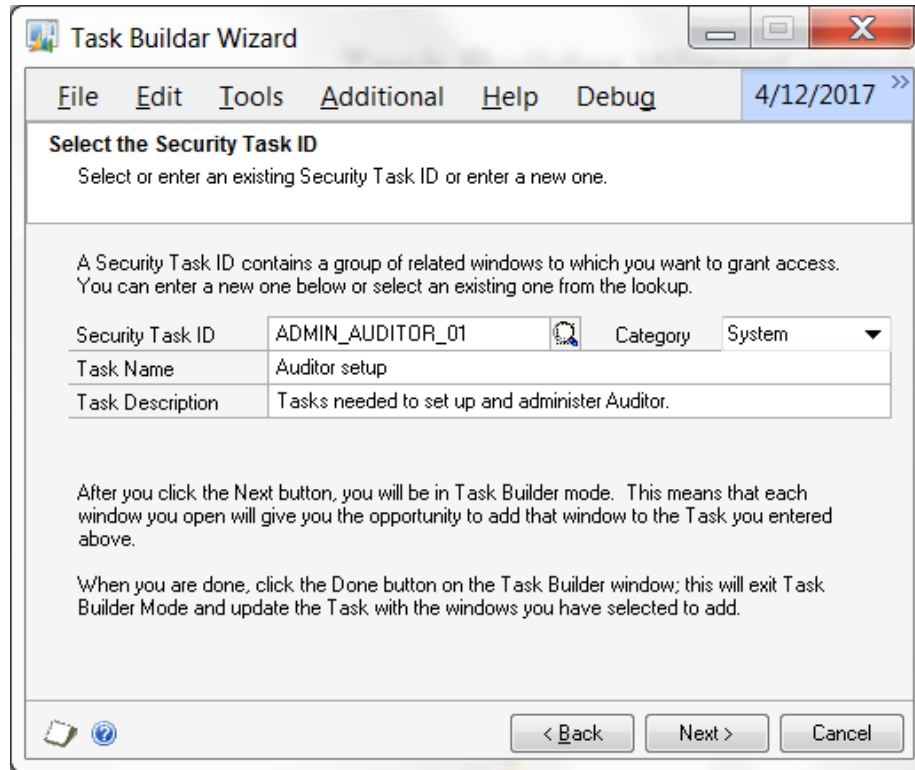 Task Buildar Wizard
File Edit Tools Additional Help Debug 4/12/2017 »
Select the Security Task ID
Select or enter an existing Security Task ID or enter a new one.
A Security Task ID contains a group of related windows to which you want to grant access.
You can enter a new one below or select an existing one from the lookup.
Security Task ID ADMIN_AUDITOR_01 Category System
Task Name Auditor setup
Task Description Tasks needed to set up and administer Auditor.
After you click the Next button, you will be in Task Builder mode. This means that each
window you open will give you the opportunity to add that window to the Task you entered
above.
When you are done, click the Done button on the Task Builder window; this will exit Task
Builder Mode and update the Task with the windows you have selected to add.
< Back Next > Cancel